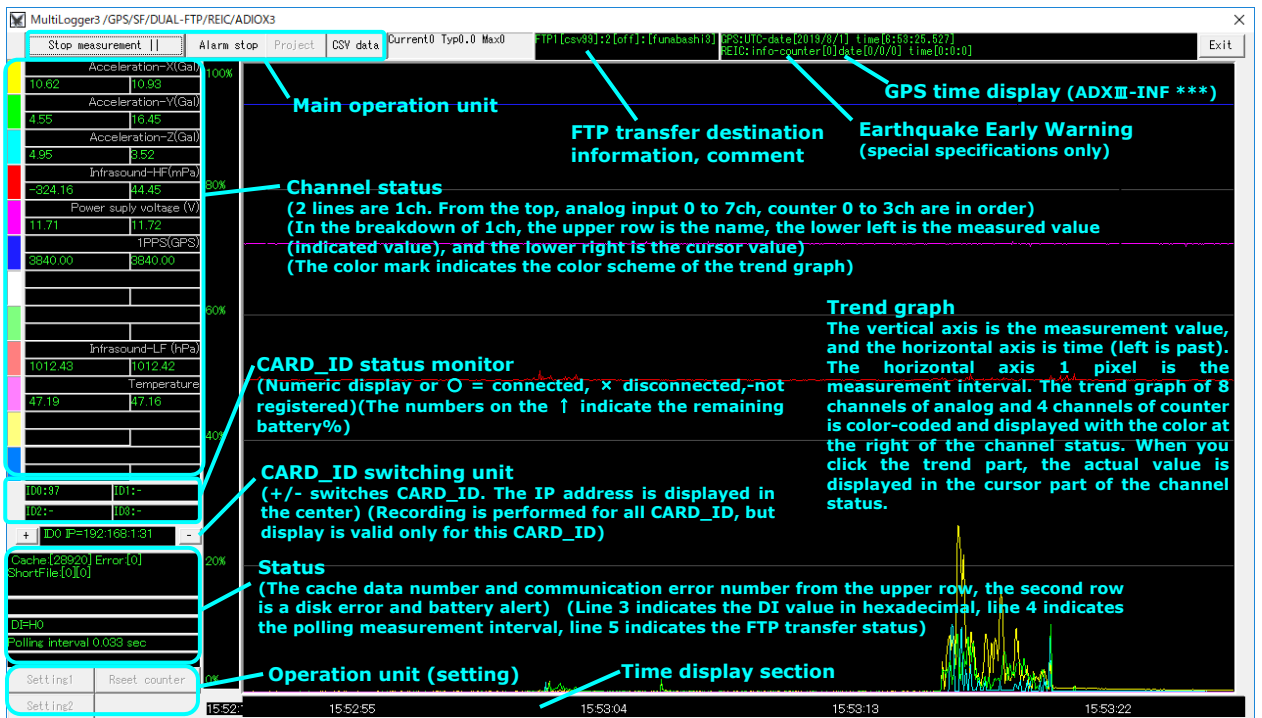 MultiLogger3 /GPS/SF/DUAL-FTP/REIC/ADIOX3
Stop measurement || Alarm stop Project CSV data Current0 Typ0.0 Max0 FTP1[csv99]:2[off]:[funabashi3] GPS:UTC-date[2019/8/1] time[6:53:25.527] Exit
REIC:info-counter[0]date[0/0/0] time[0:0:0]
Acceleration-X(Gal)
10.62 10.93
Acceleration-Y(Gal)
4.55 16.45
Acceleration-Z(Gal)
4.95 3.52
Infrasound-HF(mPa)
-324.16 44.45
Power suply voltage (V)
11.71 11.72
1PPS(GPS)
3840.00 3840.00
Infrasound-LF (hPa)
1012.43 1012.42
Temperature
47.19 47.16
ID0:97 ID1:-
ID2:- ID3:-
+ ID0 IP=192:168:1:31 -
Cache:[28920] Error:[0]
ShortFile:[0][0]
DI=H0
Polling interval 0.033 sec
Setting1 Rseet counter
Setting2
100%
80%
60%
40%
20%
0%
Main operation unit
FTP transfer destination
information, comment
GPS time display (ADXⅢ-INF ***)
Earthquake Early Warning
(special specifications only)
Channel status
(2 lines are 1ch. From the top, analog input 0 to 7ch, counter 0 to 3ch are in order)
(In the breakdown of 1ch, the upper row is the name, the lower left is the measured value
(indicated value), and the lower right is the cursor value)
(The color mark indicates the color scheme of the trend graph)
Trend graph
The vertical axis is the measurement value,
and the horizontal axis is time (left is past).
The horizontal axis 1 pixel is the
measurement interval. The trend graph of 8
channels of analog and 4 channels of counter
is color-coded and displayed with the color at
the right of the channel status. When you
click the trend part, the actual value is
displayed in the cursor part of the channel
status.
CARD_ID status monitor
(Numeric display or ○ = connected, × disconnected,-not
registered)(The numbers on the ↑ indicate the remaining
battery%)
CARD_ID switching unit
(+/- switches CARD_ID. The IP address is displayed in
the center) (Recording is performed for all CARD_ID, but
display is valid only for this CARD_ID)
Status
(The cache data number and communication error number from the upper row, the second row
is a disk error and battery alert) (Line 3 indicates the DI value in hexadecimal, line 4 indicates
the polling measurement interval, line 5 indicates the FTP transfer status)
Operation unit (setting)
Time display section
15:52: 15:52:55 15:53:04 15:53:13 15:53:22